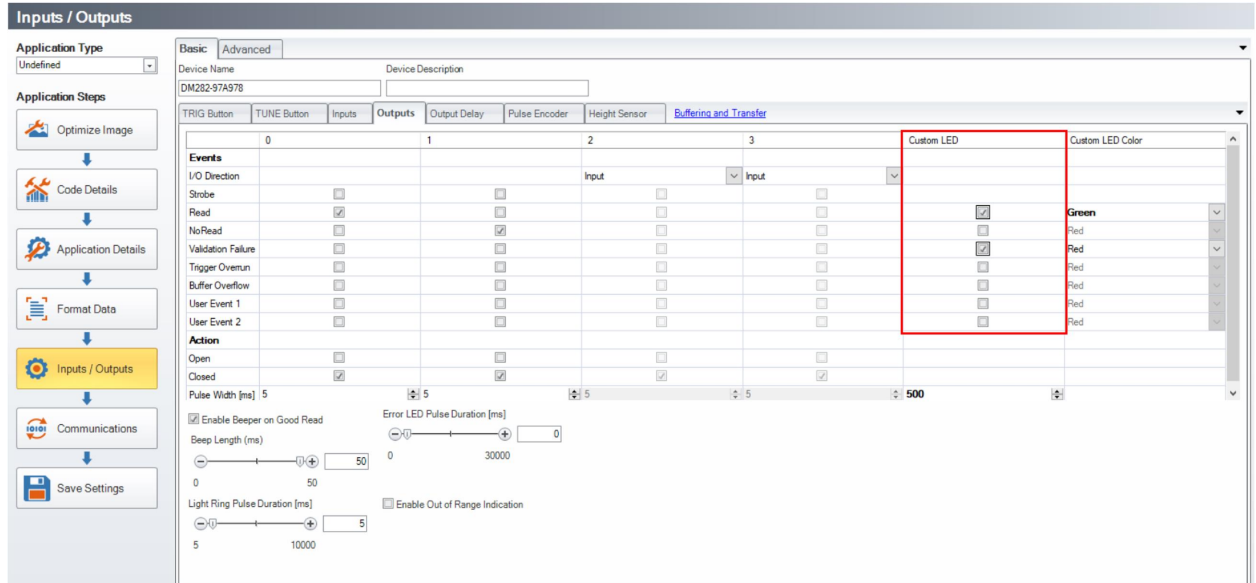 Inputs / Outputs
Application Type
Undefined
Application Steps
Optimize Image
Code Details
Application Details
Format Data
Inputs / Outputs
Communications
Save Settings
Basic Advanced
Device Name Device Description
DM282-97A978
TRIG Button TUNE Button Inputs Outputs Output Delay Pulse Encoder Height Sensor Buffering and Transfer
0 1 2 3 Custom LED Custom LED Color
Events
I/O Direction Input Input
Strobe
Read Green
NoRead Red
Validation Failure Red
Trigger Overrun Red
Buffer Overflow Red
User Event 1 Red
User Event 2 Red
Action
Open
Closed
Pulse Width [ms] 5 5 5 5 500
Enable Beeper on Good Read
Beep Length (ms)
50
0 50
Error LED Pulse Duration [ms]
0
0 30000
Light Ring Pulse Duration [ms]
5
5 10000
Enable Out of Range Indication